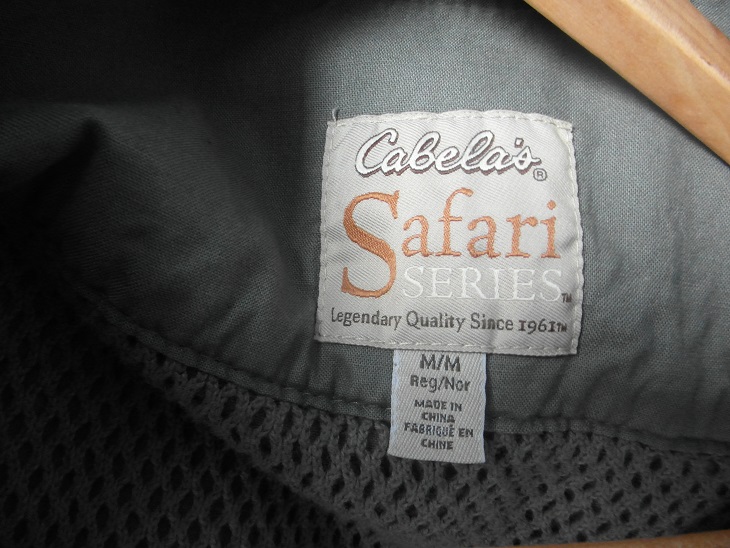 Cabela's®
Safari
SERIES™
Legendary Quality Since 1961™
M/M
Reg/Nor
MADE IN
CHINA
FABRIQUÉ EN
CHINE